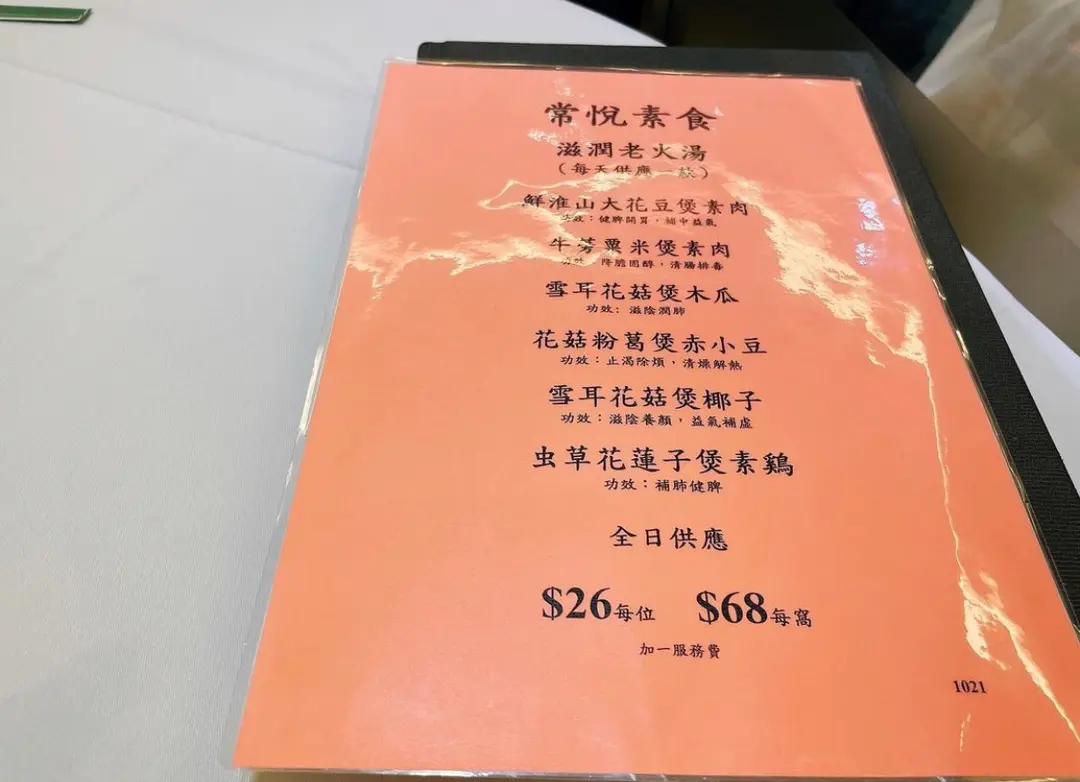 常悅素食
滋潤老火湯
（每天供應一款）
鮮淮山大花豆煲素肉
功效：健脾開胃，補中益氣
牛蒡粟米煲素肉
功效：降膽固醇，清腸排毒
雪耳花菇煲木瓜
功效：滋陰潤肺
花菇粉葛煲赤小豆
功效：止渴除煩，清燥解熱
雪耳花菇煲椰子
功效：滋陰養顏，益氣補虛
虫草花蓮子煲素鷄
功效：補肺健脾
全日供應
$26每位 $68每窩
加一服務費
1021